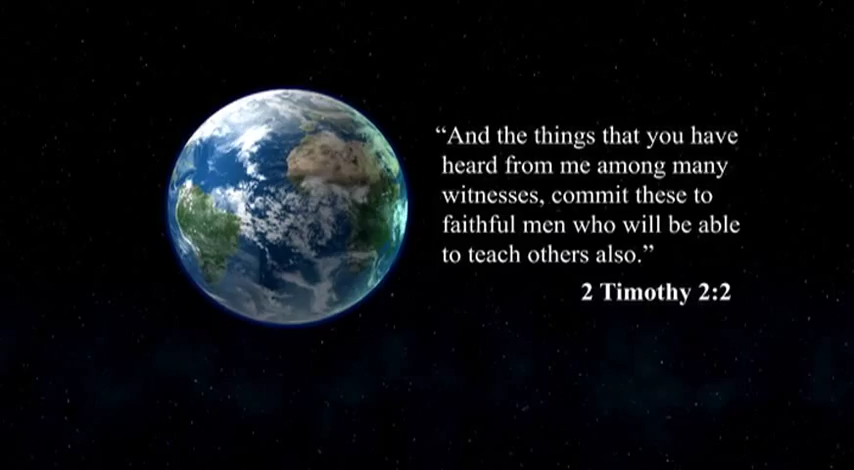 “And the things that you have
heard from me among many
witnesses, commit these to
faithful men who will be able
to teach others also.”
2 Timothy 2:2